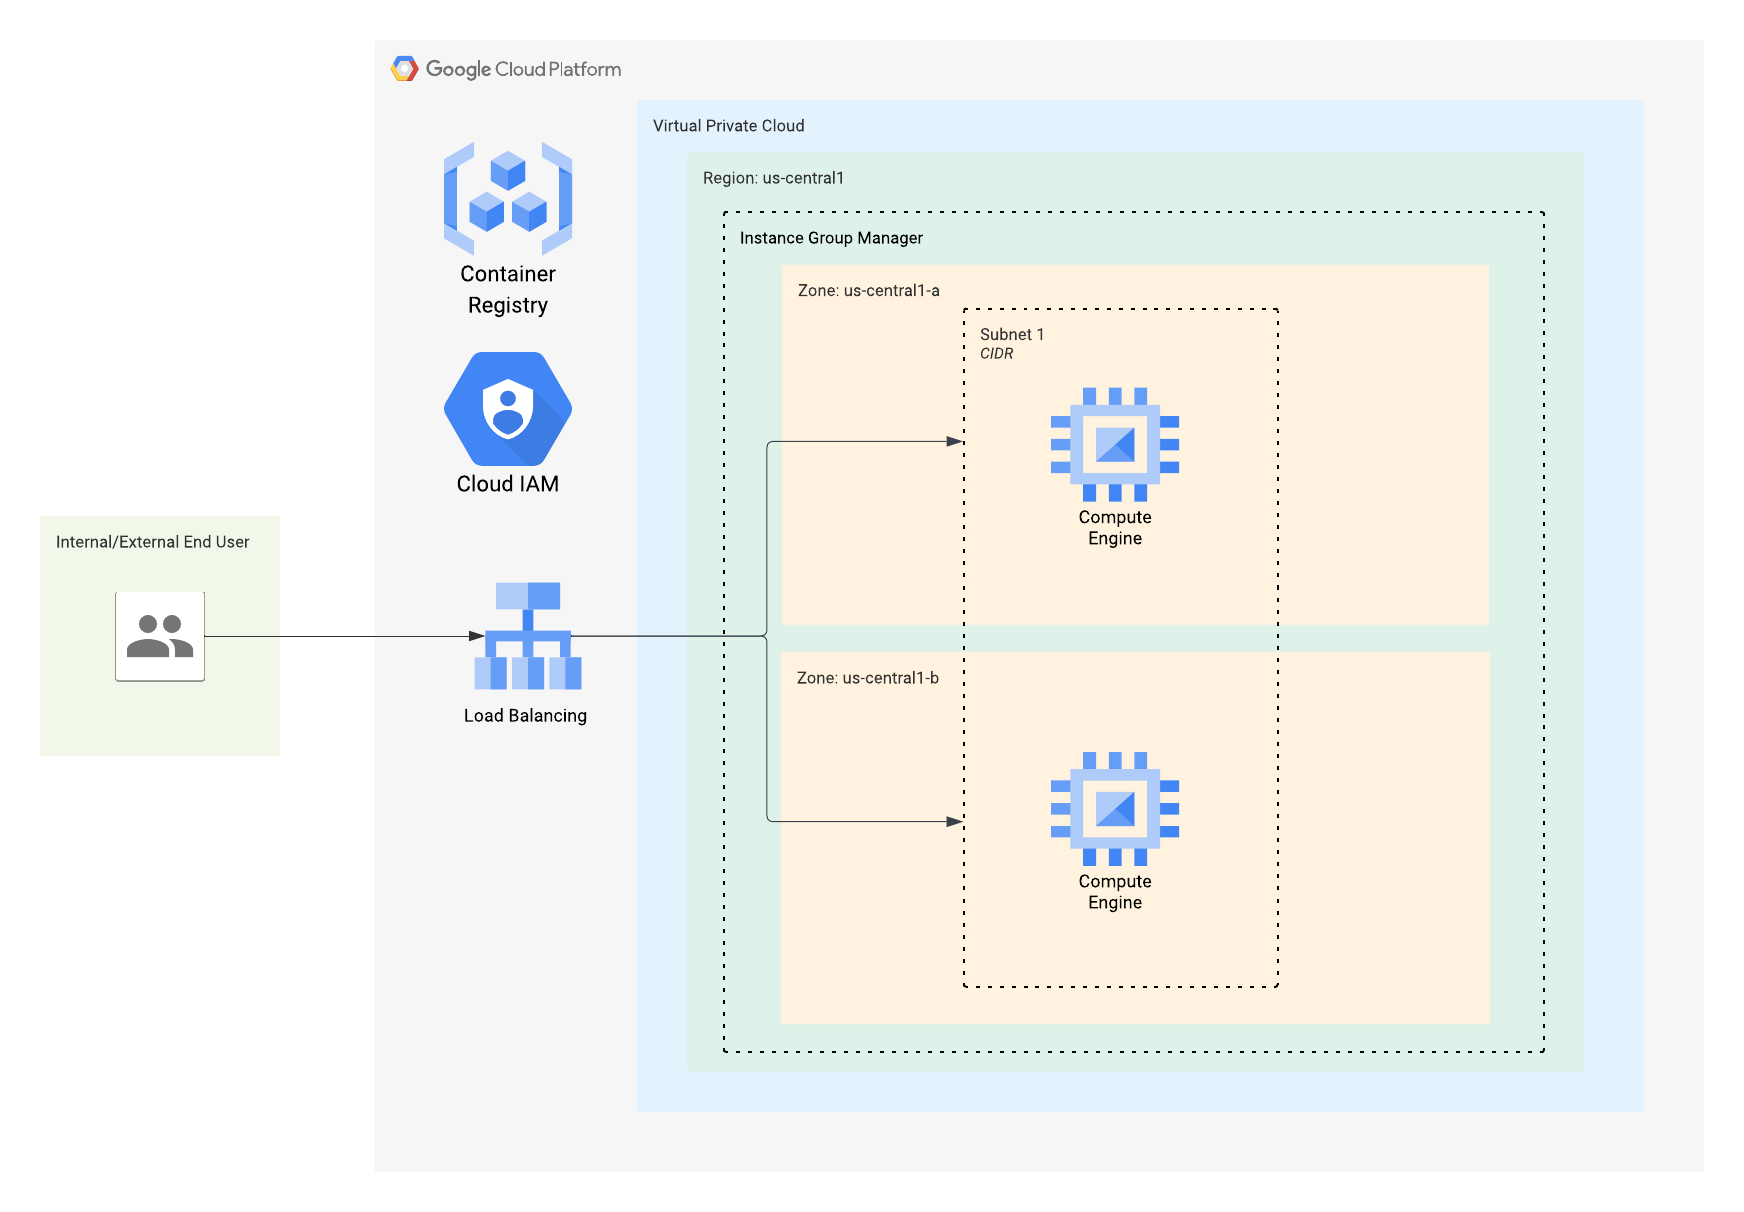 Google Cloud Platform
Virtual Private Cloud
Region: us-central1
Container
Registry
Instance Group Manager
Zone: us-central1-a
Subnet 1
CIDR
Cloud IAM
Compute
Engine
Internal/External End User
Load Balancing
Zone: us-central1-b
Compute
Engine